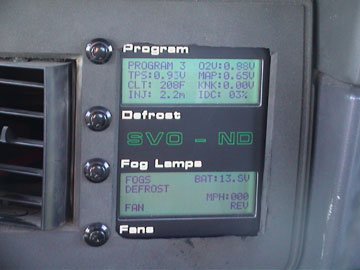 Program
PROGRAM 3 O2V:0.88V
TPS:0.93V MAP:0.65V
CLT: 208F KNK:0.00V
INJ: 2.2m IDC: 03%
Defrost
SVO - ND
Fog Lamps
FOGS BAT:13.6V
DEFROST
MPH:000
FAN REV
Fans